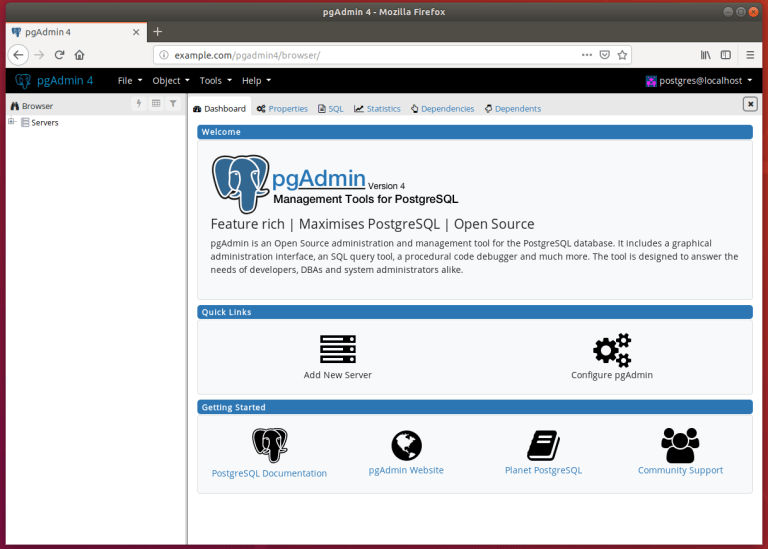 pgAdmin 4 - Mozilla Firefox
pgAdmin 4
example.com/pgadmin4/browser/
pgAdmin 4 File Object Tools Help postgres@localhost
Browser
Servers
Dashboard Properties SQL Statistics Dependencies Dependents
Welcome
pgAdmin Version 4
Management Tools for PostgreSQL
Feature rich | Maximises PostgreSQL | Open Source
pgAdmin is an Open Source administration and management tool for the PostgreSQL database. It includes a graphical
administration interface, an SQL query tool, a procedural code debugger and much more. The tool is designed to answer the
needs of developers, DBAs and system administrators alike.
Quick Links
Add New Server Configure pgAdmin
Getting Started
PostgreSQL Documentation pgAdmin Website Planet PostgreSQL Community Support